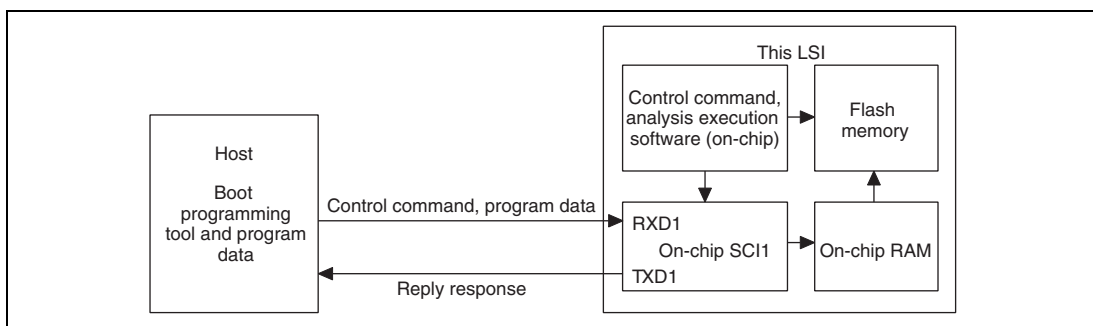 This LSI
Host
Boot
programming
tool and program
data
Control command, program data
Reply response
Control command,
analysis execution
software (on-chip)
Flash
memory
RXD1
On-chip SCI1
TXD1
On-chip RAM